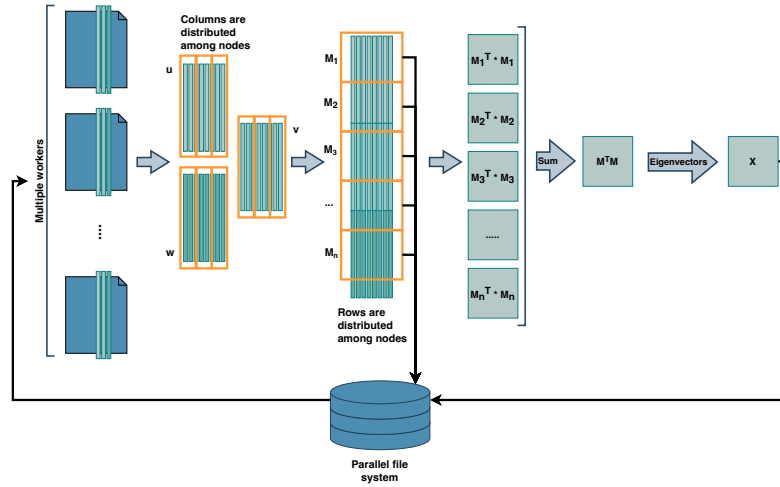 Multiple workers
....
Columns are
distributed
among nodes
u
v
w
M1
M2
M3
...
Mn
Rows are
distributed
among nodes
M1T * M1
M2T * M2
M3T * M3
.....
MnT * Mn
Sum
MTM
Eigenvectors
X
Parallel file
system